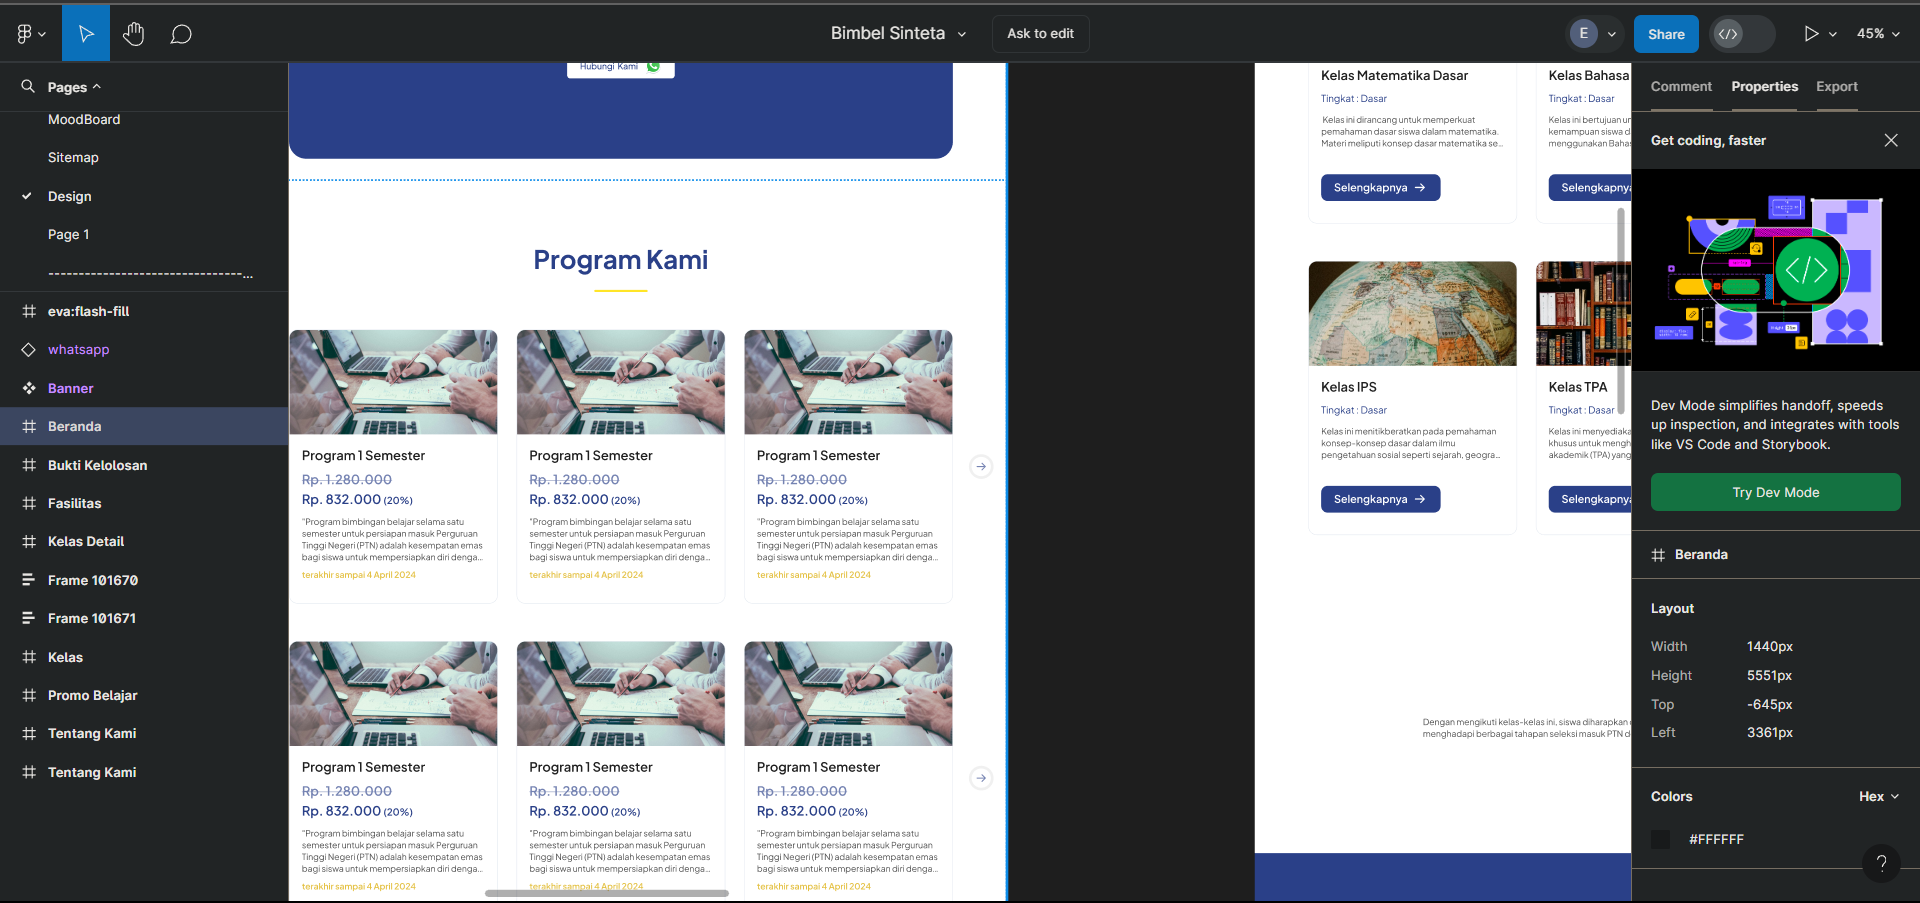 Bimbel Sinteta
Ask to edit
E
Share
45%
Pages
MoodBoard
Sitemap
Design
Page 1
--------------------------------...
eva:flash-fill
whatsapp
Banner
Beranda
Bukti Kelolosan
Fasilitas
Kelas Detail
Frame 101670
Frame 101671
Kelas
Promo Belajar
Tentang Kami
Tentang Kami
Hubungi Kami
Program Kami
Program 1 Semester
Rp. 1.280.000
Rp. 832.000 (20%)
"Program bimbingan belajar selama satu
semester untuk persiapan masuk Perguruan
Tinggi Negeri (PTN) adalah kesempatan emas
bagi siswa untuk mempersiapkan diri denga...
terakhir sampai 4 April 2024
Program 1 Semester
Rp. 1.280.000
Rp. 832.000 (20%)
"Program bimbingan belajar selama satu
semester untuk persiapan masuk Perguruan
Tinggi Negeri (PTN) adalah kesempatan emas
bagi siswa untuk mempersiapkan diri denga...
terakhir sampai 4 April 2024
Program 1 Semester
Rp. 1.280.000
Rp. 832.000 (20%)
"Program bimbingan belajar selama satu
semester untuk persiapan masuk Perguruan
Tinggi Negeri (PTN) adalah kesempatan emas
bagi siswa untuk mempersiapkan diri denga...
terakhir sampai 4 April 2024
Program 1 Semester
Rp. 1.280.000
Rp. 832.000 (20%)
"Program bimbingan belajar selama satu
semester untuk persiapan masuk Perguruan
Tinggi Negeri (PTN) adalah kesempatan emas
bagi siswa untuk mempersiapkan diri denga...
terakhir sampai 4 April 2024
Program 1 Semester
Rp. 1.280.000
Rp. 832.000 (20%)
"Program bimbingan belajar selama satu
semester untuk persiapan masuk Perguruan
Tinggi Negeri (PTN) adalah kesempatan emas
bagi siswa untuk mempersiapkan diri denga...
terakhir sampai 4 April 2024
Program 1 Semester
Rp. 1.280.000
Rp. 832.000 (20%)
"Program bimbingan belajar selama satu
semester untuk persiapan masuk Perguruan
Tinggi Negeri (PTN) adalah kesempatan emas
bagi siswa untuk mempersiapkan diri denga...
terakhir sampai 4 April 2024
Kelas Matematika Dasar
Tingkat : Dasar
Kelas ini dirancang untuk memperkuat
pemahaman dasar siswa dalam matematika.
Materi meliputi konsep dasar matematika se...
Selengkapnya
Kelas Bahasa
Tingkat : Dasar
Kelas ini bertujuan un
kemampuan siswa d
menggunakan Bahas
Selengkapnya
Kelas IPS
Tingkat : Dasar
Kelas ini menitikberatkan pada pemahaman
konsep-konsep dasar dalam ilmu
pengetahuan sosial seperti sejarah, geogra...
Selengkapnya
Kelas TPA
Tingkat : Dasar
Kelas ini menyediaka
khusus untuk mengh
akademik (TPA) yang
Selengkapnya
Dengan mengikuti kelas-kelas ini, siswa diharapkan
menghadapi berbagai tahapan seleksi masuk PTN d
Comment
Properties
Export
Get coding, faster
</>
Dev Mode simplifies handoff, speeds
up inspection, and integrates with tools
like VS Code and Storybook.
Try Dev Mode
Beranda
Layout
Width 1440px
Height 5551px
Top -645px
Left 3361px
Colors
Hex
#FFFFFF
?